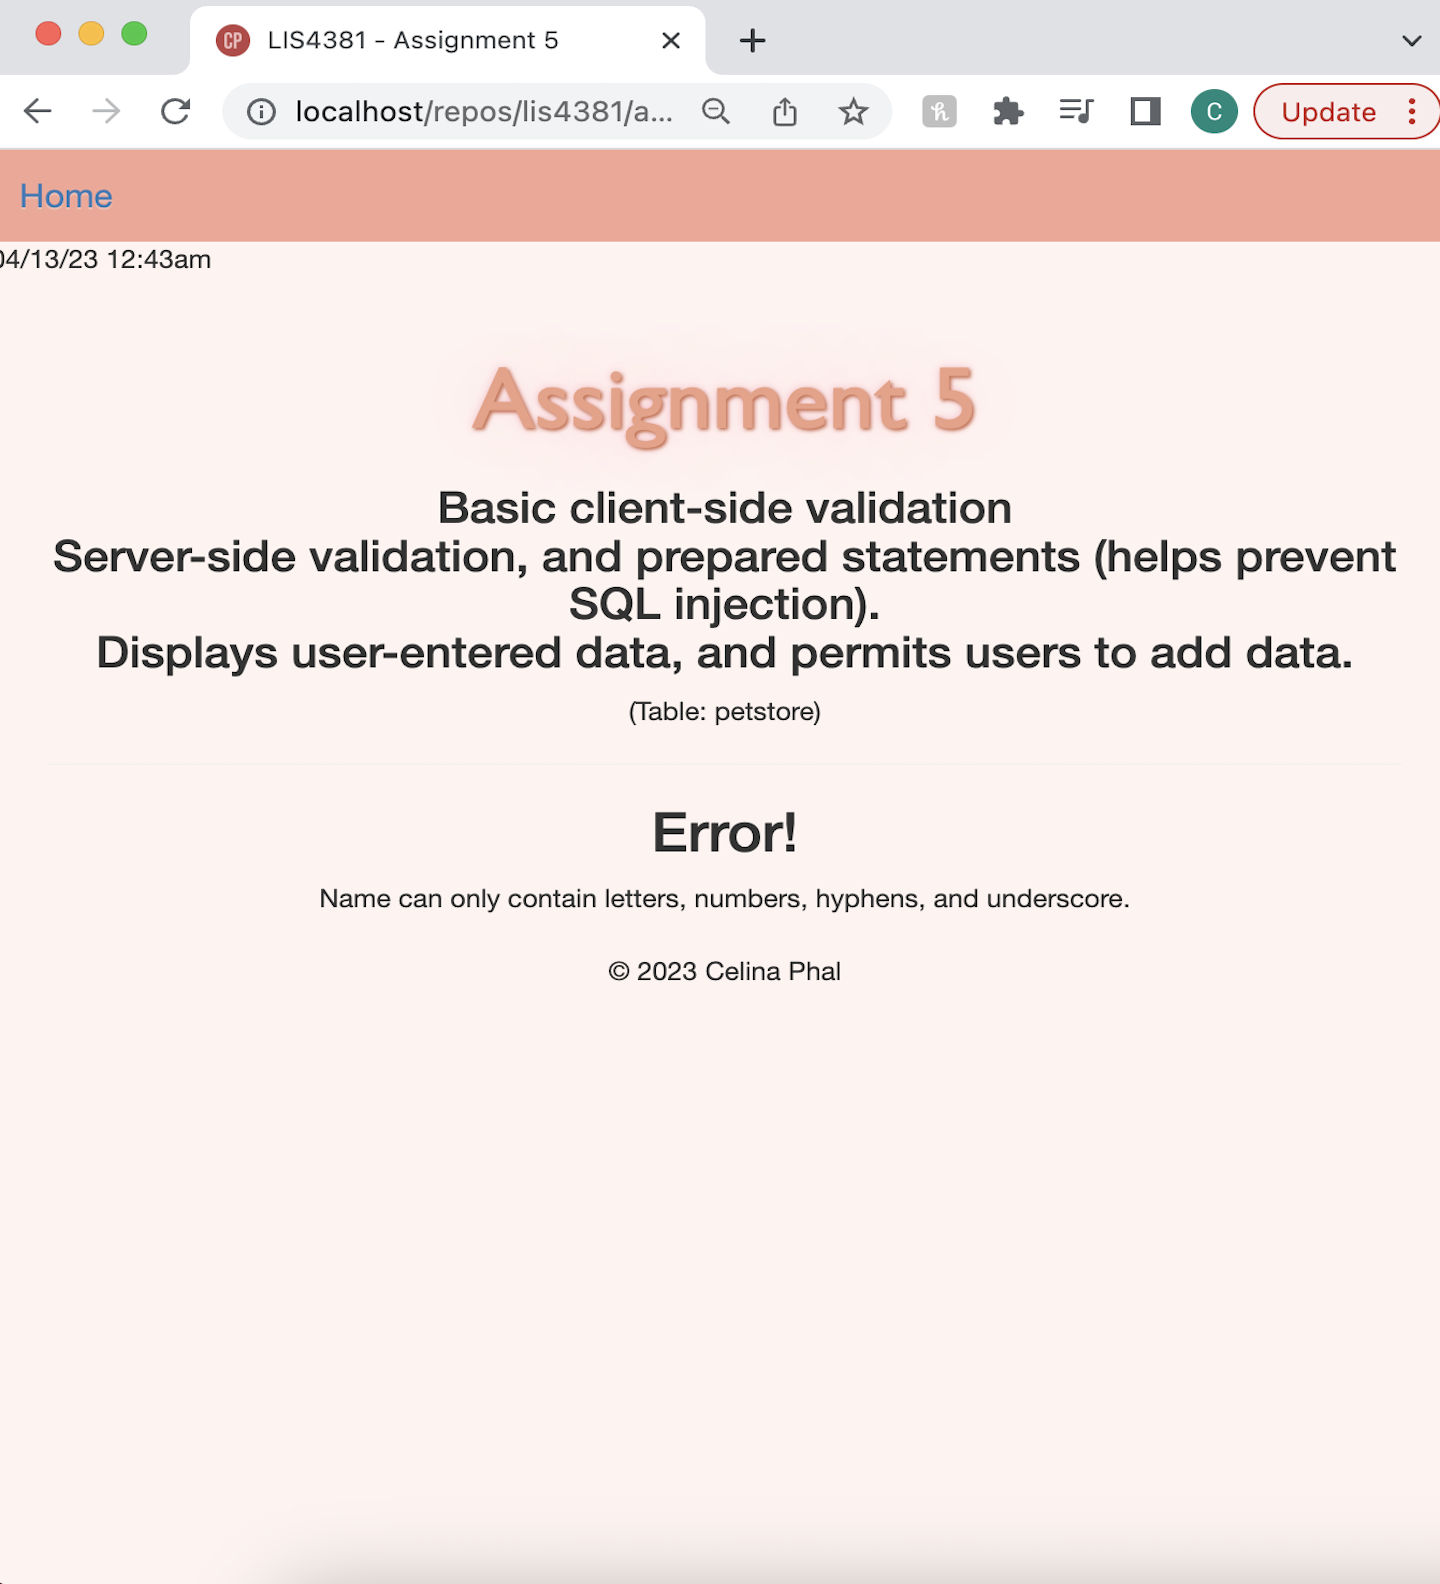 CP LIS4381 - Assignment 5
localhost/repos/lis4381/a... h C Update
Home
04/13/23 12:43am
Assignment 5
Basic client-side validation
Server-side validation, and prepared statements (helps prevent
SQL injection).
Displays user-entered data, and permits users to add data.
(Table: petstore)
Error!
Name can only contain letters, numbers, hyphens, and underscore.
© 2023 Celina Phal